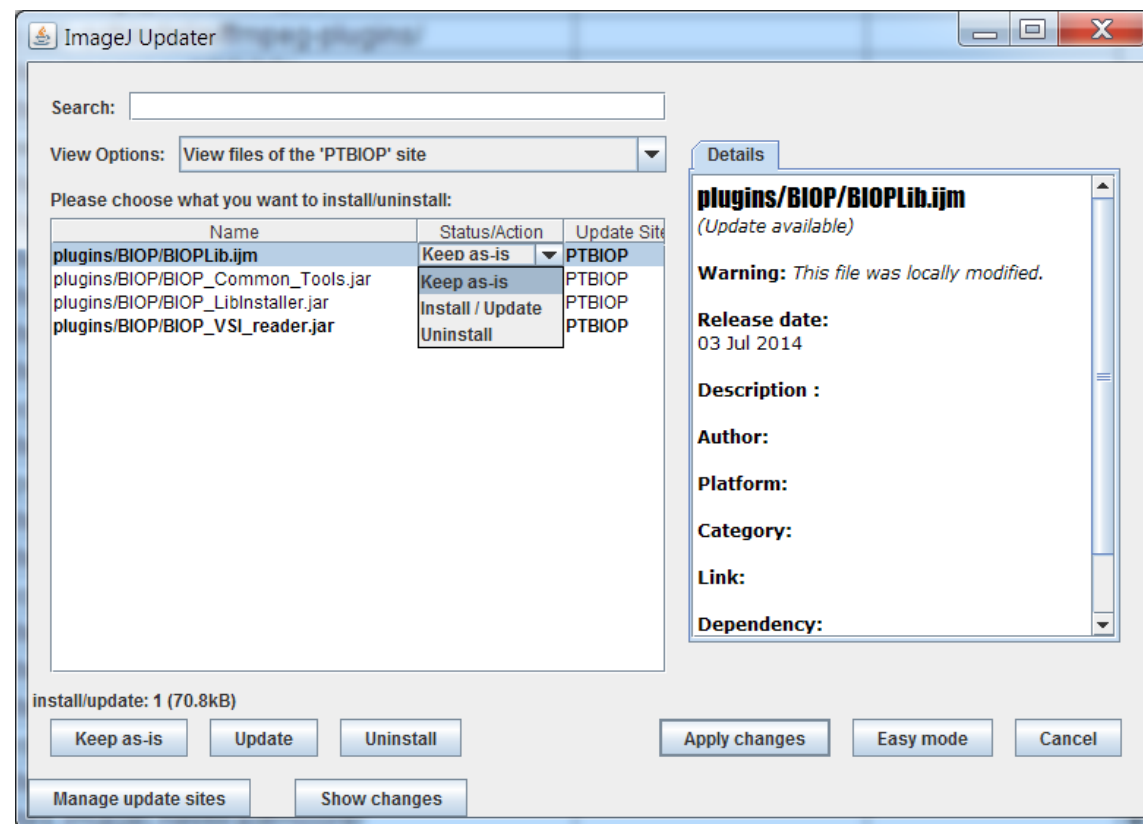 ImageJ Updater
Search:
View Options: View files of the 'PTBIOP' site
Please choose what you want to install/uninstall:
Name Status/Action Update Site
plugins/BIOP/BIOPLib.ijm Keep as-is PTBIOP
plugins/BIOP/BIOP_Common_Tools.jar Keep as-is PTBIOP
plugins/BIOP/BIOP_LibInstaller.jar Install / Update PTBIOP
plugins/BIOP/BIOP_VSI_reader.jar Uninstall PTBIOP
install/update: 1 (70.8kB)
Keep as-is Update Uninstall
Manage update sites Show changes
Details
plugins/BIOP/BIOPLib.ijm
(Update available)
Warning: This file was locally modified.
Release date:
03 Jul 2014
Description :
Author:
Platform:
Category:
Link:
Dependency:
Apply changes Easy mode Cancel